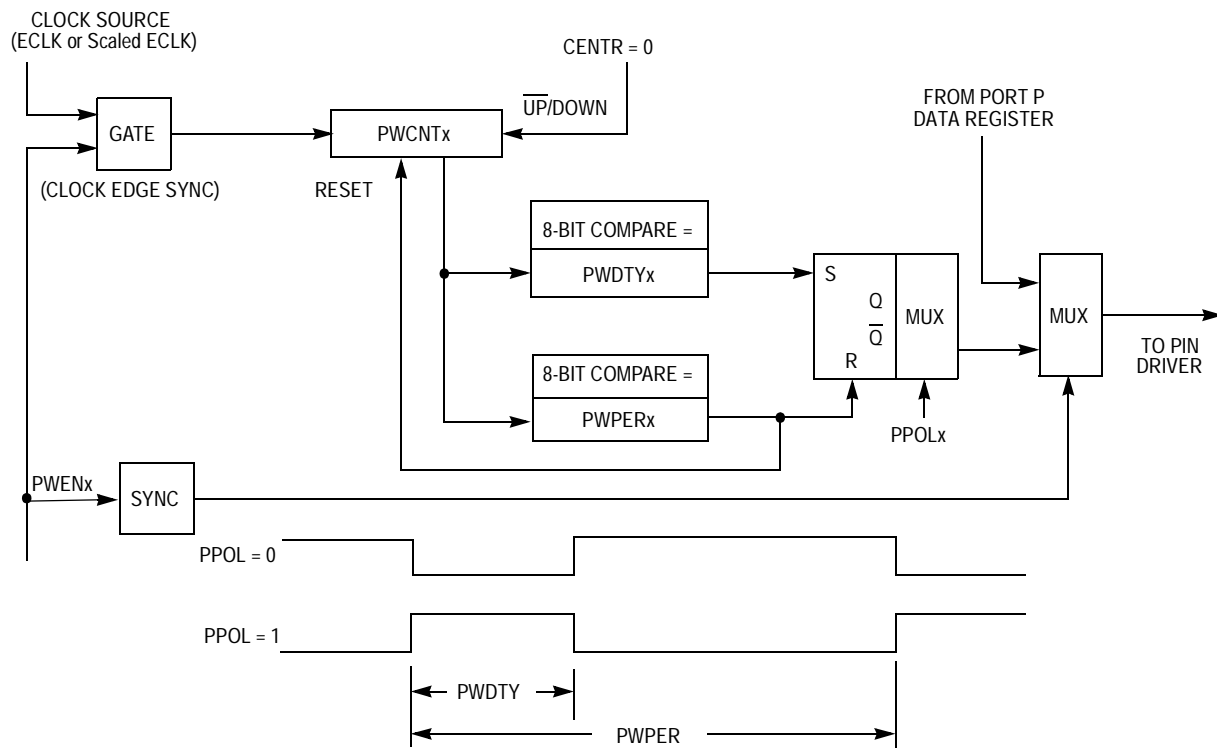 CLOCK SOURCE
(ECLK or Scaled ECLK)
CENTR = 0
U̅P̅/DOWN
FROM PORT P
DATA REGISTER
GATE
PWCNTx
(CLOCK EDGE SYNC)
RESET
8-BIT COMPARE =
PWDTYx
S
Q
Q̅
R
MUX
MUX
TO PIN
DRIVER
8-BIT COMPARE =
PWPERx
PPOLx
PWENx
SYNC
PPOL = 0
PPOL = 1
PWDTY
PWPER